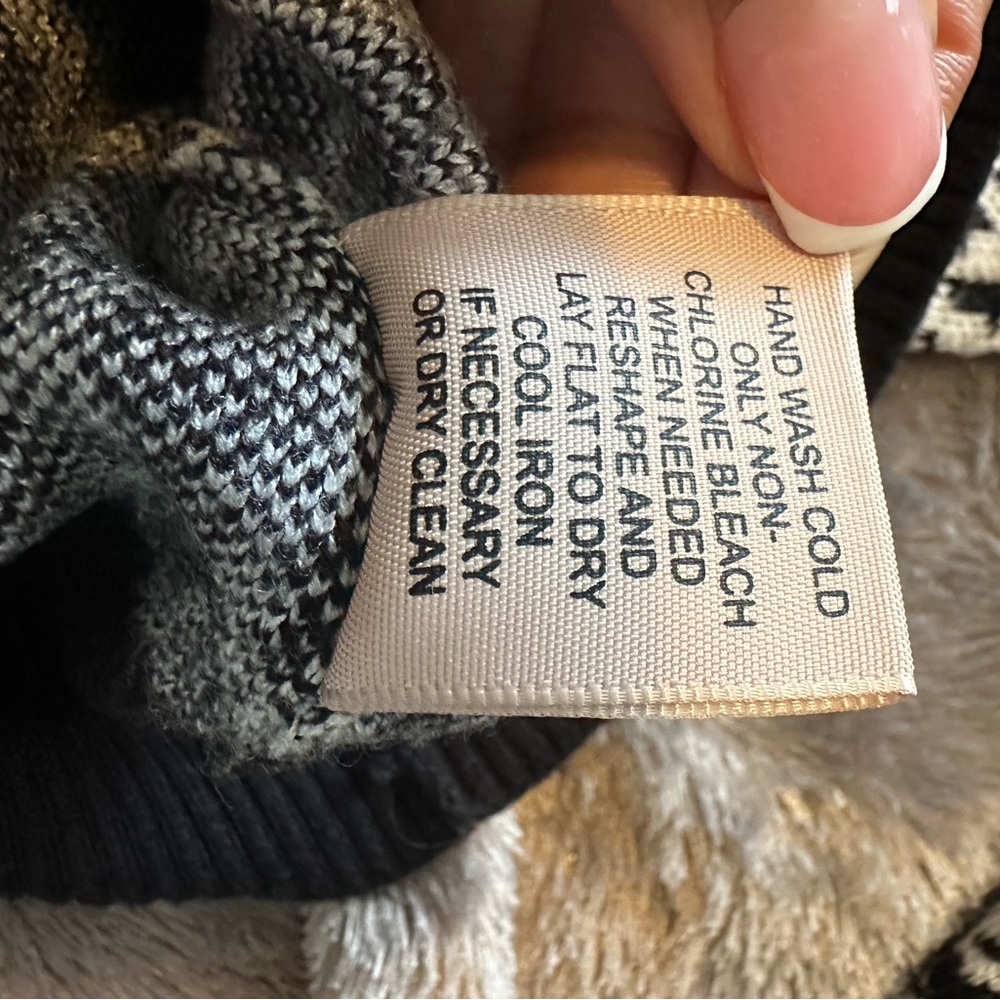 HAND WASH COLD
ONLY NON-
CHLORINE BLEACH
WHEN NEEDED
RESHAPE AND
LAY FLAT TO DRY
COOL IRON
IF NECESSARY
OR DRY CLEAN